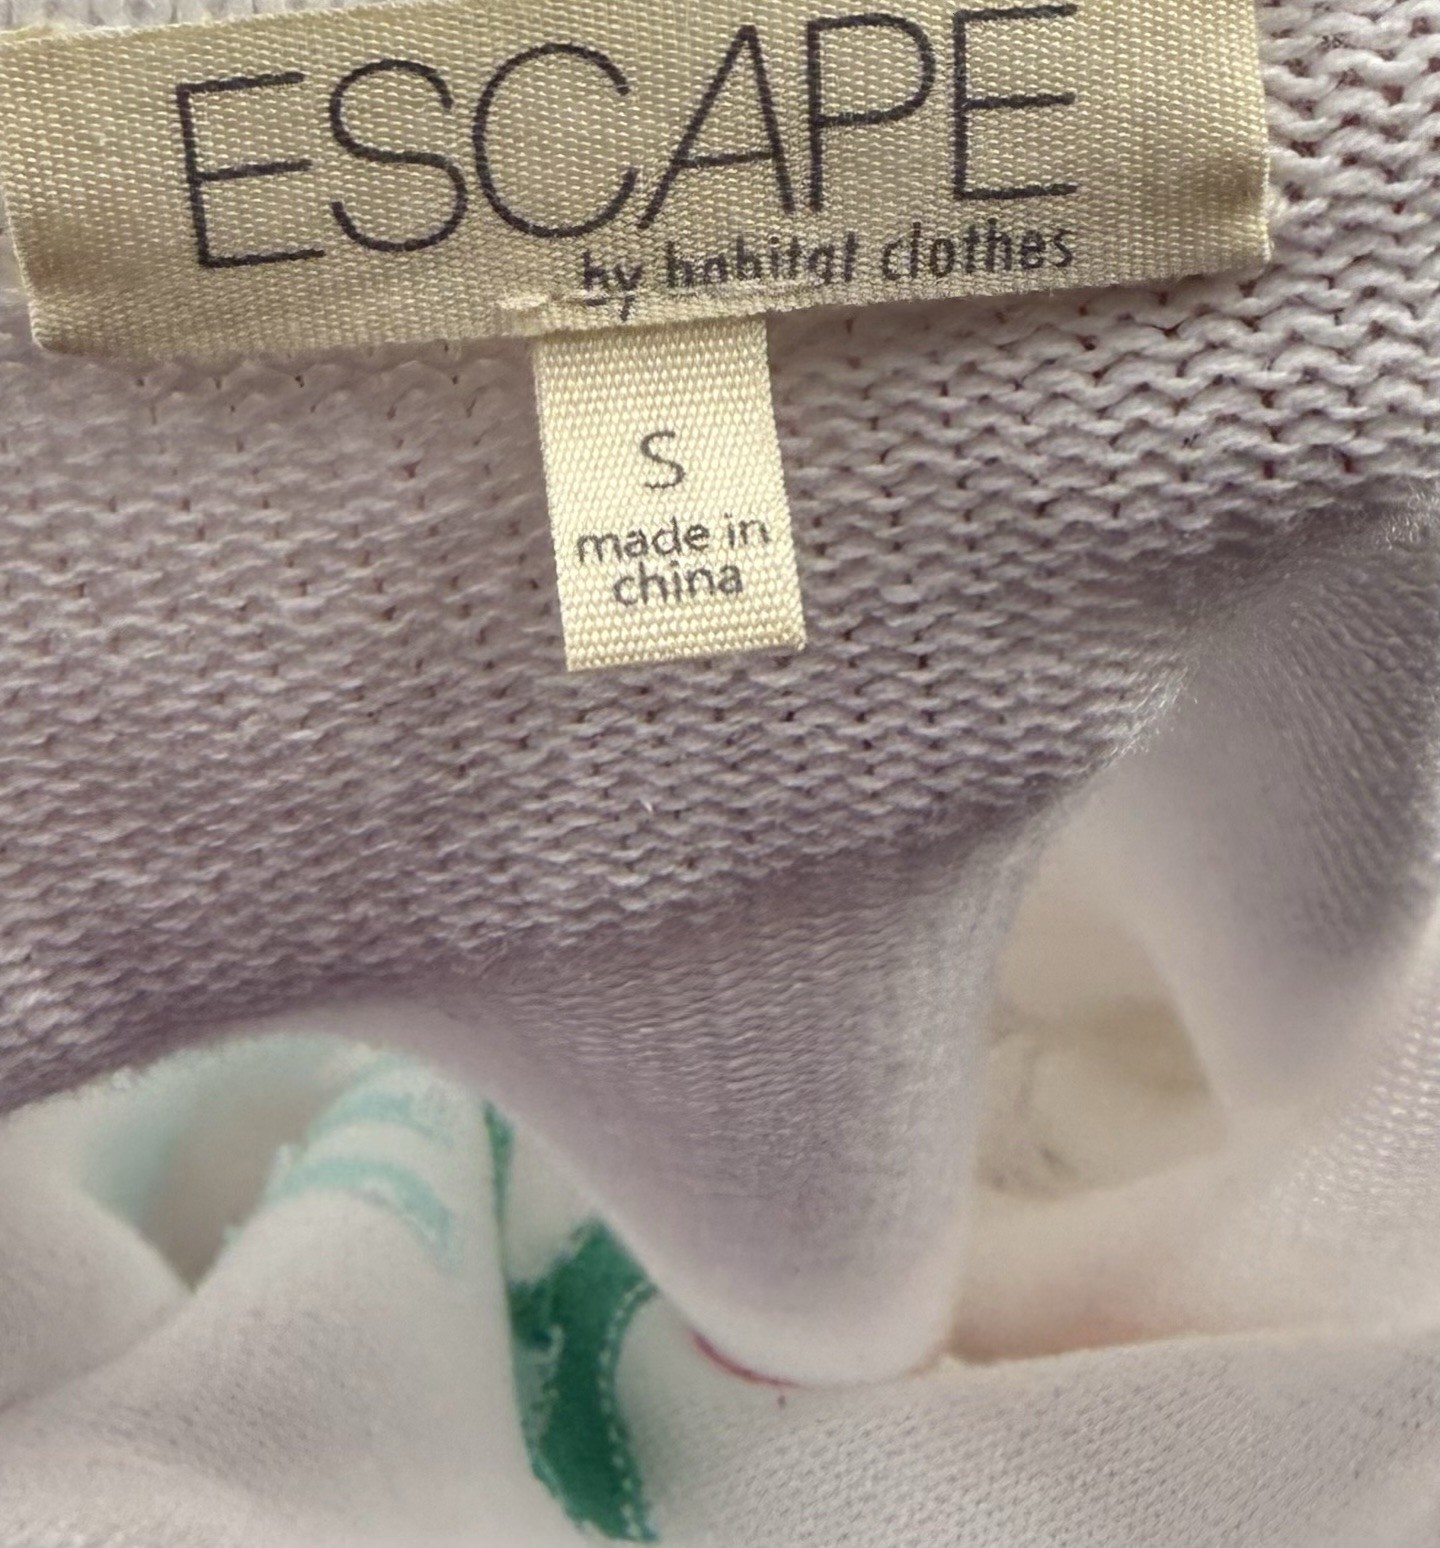 ESCAPE
by habitat clothes
S
made in
china